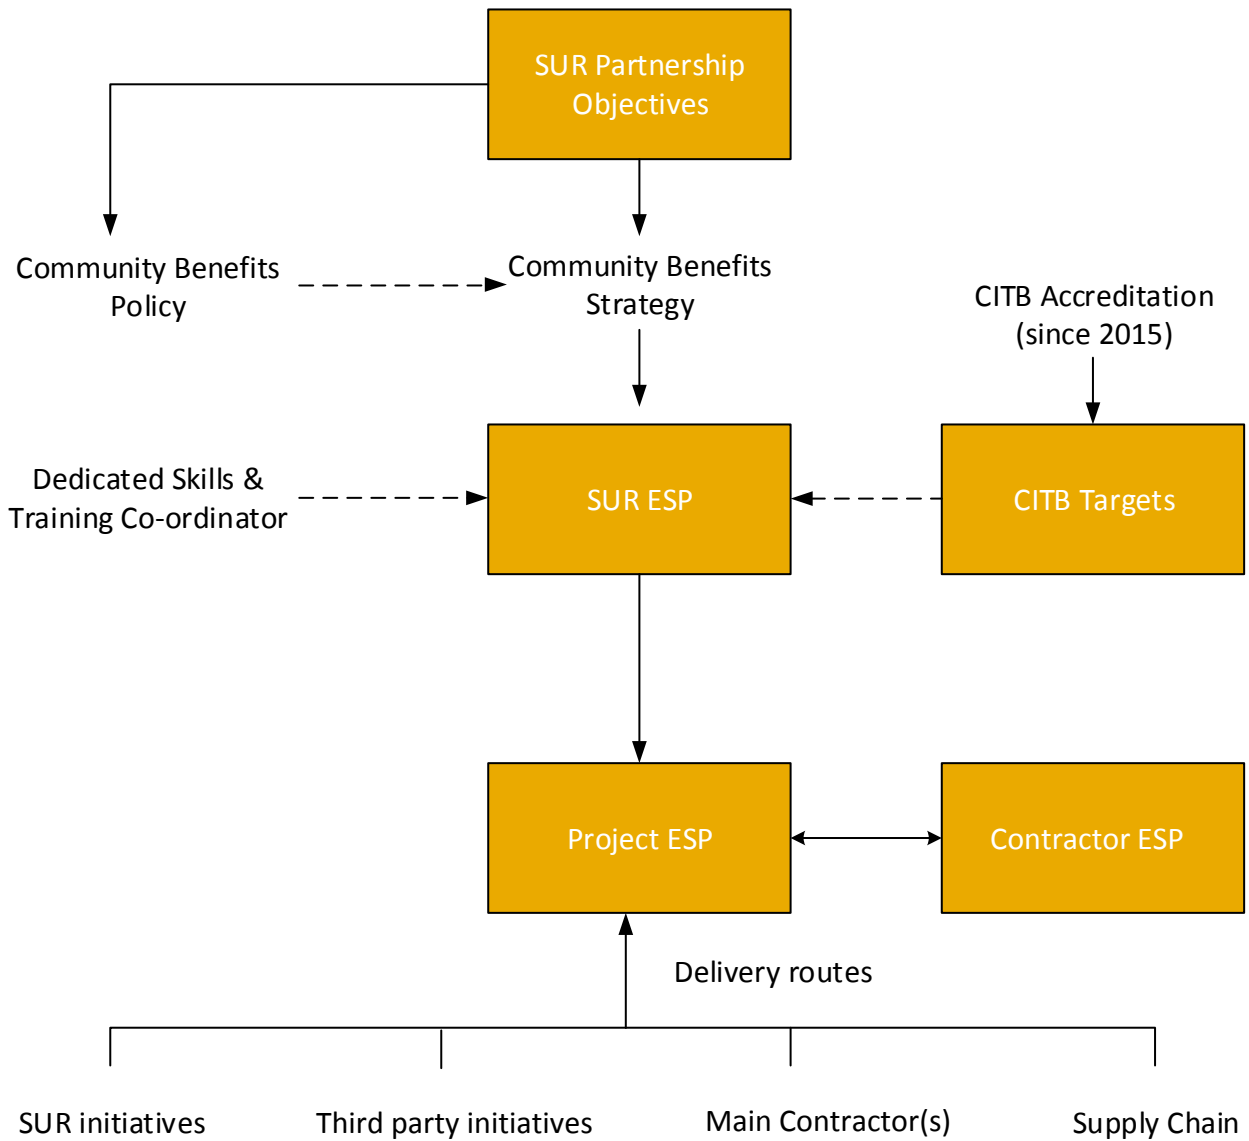 SUR Partnership
Objectives
Community Benefits
Policy
Community Benefits
Strategy
CITB Accreditation
(since 2015)
Dedicated Skills &
Training Co-ordinator
SUR ESP
CITB Targets
Project ESP
Contractor ESP
Delivery routes
SUR initiatives
Third party initiatives
Main Contractor(s)
Supply Chain